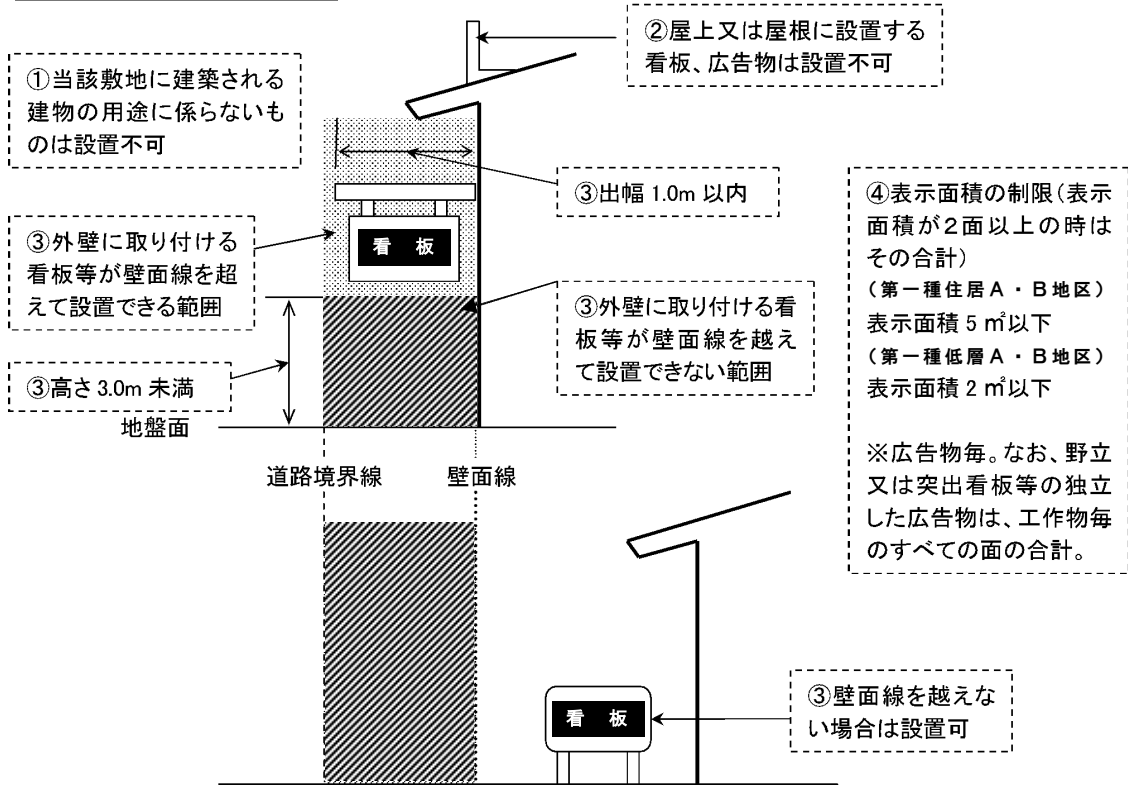 ①当該敷地に建築される
建物の用途に係らないも
のは設置不可
②屋上又は屋根に設置する
看板、広告物は設置不可
③出幅 1.0m 以内
③外壁に取り付ける
看板等が壁面線を超
えて設置できる範囲
看 板
③外壁に取り付ける看
板等が壁面線を越え
て設置できない範囲
③高さ 3.0m 未満
地盤面
道路境界線
壁面線
④表示面積の制限(表示
面積が2面以上の時は
その合計)
(第一種住居A・B地区)
表示面積 5 ㎡以下
(第一種低層A・B地区)
表示面積 2 ㎡以下
※広告物毎。なお、野立
又は突出看板等の独立
した広告物は、工作物毎
のすべての面の合計。
看 板
③壁面線を越えな
い場合は設置可